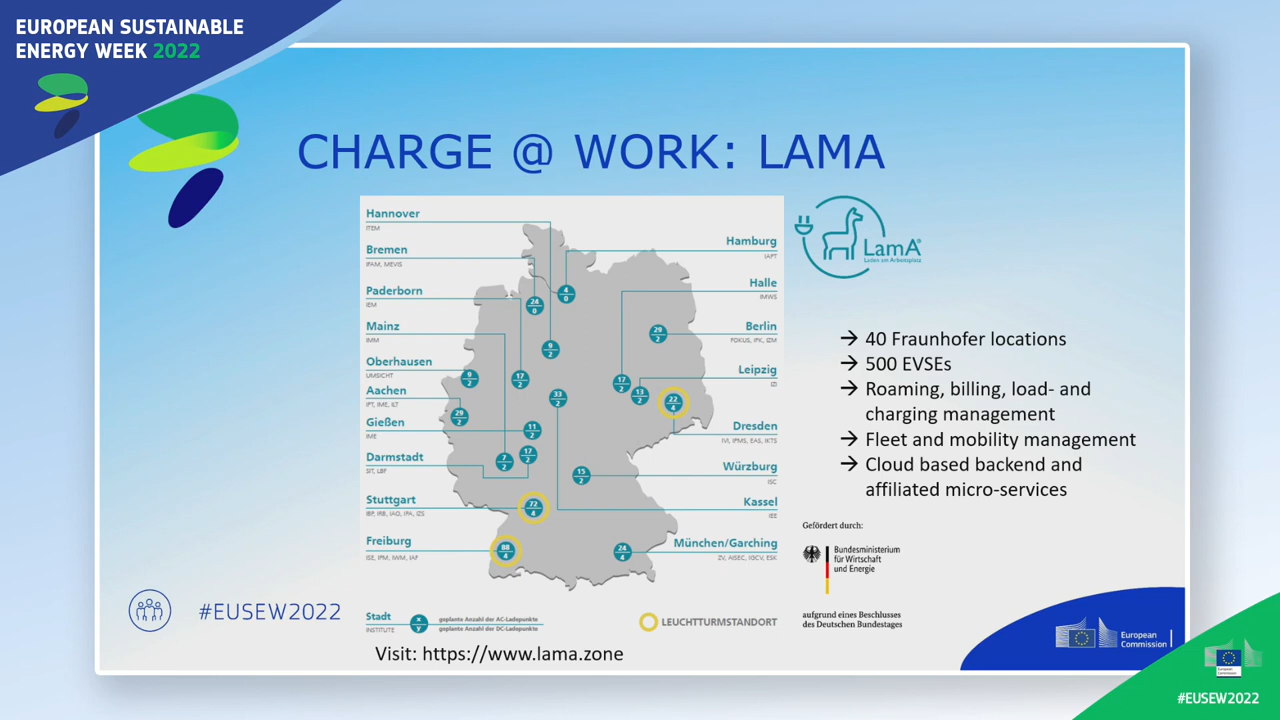 EUROPEAN SUSTAINABLE
ENERGY WEEK 2022
CHARGE @ WORK: LAMA
Hannover
ITEM
Bremen
IFAM, MEVIS
Paderborn
IEM
Mainz
IMM
Oberhausen
UMSICHT
Aachen
IPT, IME, ILT
Gießen
IME
Darmstadt
SIT, LBF
Stuttgart
IBP, IRB, IAO, IPA, IZS
Freiburg
ISE, IPM, IWM, IAF
Hamburg
IAPT
Halle
IMWS
Berlin
FOKUS, IPK, IZM
Leipzig
IZI
Dresden
IVI, IPMS, EAS, IKTS
Würzburg
ISC
Kassel
IEE
München/Garching
ZV, AISEC, IGCV, ESK
4
0
24
0
29
2
9
2
9
2
17
2
17
2
13
2
33
2
22
4
29
2
11
2
17
2
7
2
15
2
72
4
88
4
24
4
Stadt
INSTITUTE
x
y
geplante Anzahl der AC-Ladepunkte
geplante Anzahl der DC-Ladepunkte
LEUCHTTURMSTANDORT
Visit: https://www.lama.zone
LamA®
Laden am Arbeitsplatz
→ 40 Fraunhofer locations
→ 500 EVSEs
→ Roaming, billing, load- and
charging management
→ Fleet and mobility management
→ Cloud based backend and
affiliated micro-services
Gefördert durch:
Bundesministerium
für Wirtschaft
und Energie
aufgrund eines Beschlusses
des Deutschen Bundestages
#EUSEW2022
European
Commission
European
Commission
#EUSEW2022